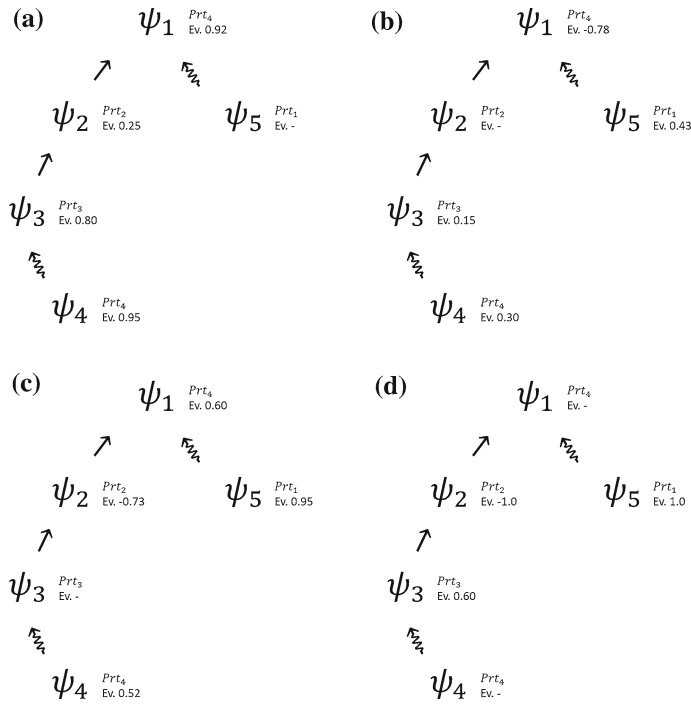 (a)
ψ1 Prt4
Ev. 0.92
ψ2 Prt2
Ev. 0.25
ψ5 Prt1
Ev. -
ψ3 Prt3
Ev. 0.80
ψ4 Prt4
Ev. 0.95
(b)
ψ1 Prt4
Ev. -0.78
ψ2 Prt2
Ev. -
ψ5 Prt1
Ev. 0.43
ψ3 Prt3
Ev. 0.15
ψ4 Prt4
Ev. 0.30
(c)
ψ1 Prt4
Ev. 0.60
ψ2 Prt2
Ev. -0.73
ψ5 Prt1
Ev. 0.95
ψ3 Prt3
Ev. -
ψ4 Prt4
Ev. 0.52
(d)
ψ1 Prt4
Ev. -
ψ2 Prt2
Ev. -1.0
ψ5 Prt1
Ev. 1.0
ψ3 Prt3
Ev. 0.60
ψ4 Prt4
Ev. -